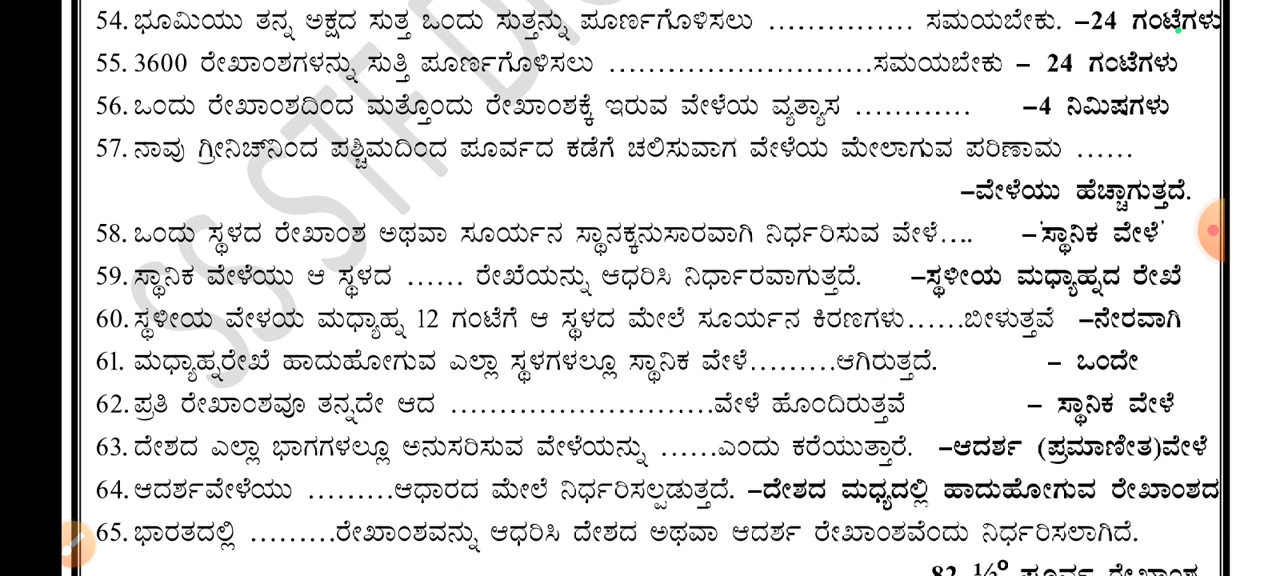 54. ಭೂಮಿಯು ತನ್ನ ಅಕ್ಷದ ಸುತ್ತ ಒಂದು ಸುತ್ತನ್ನು ಪೂರ್ಣಗೊಳಿಸಲು ............... ಸಮಯಬೇಕು. –24 ಗಂಟೆಗಳು
55. 3600 ರೇಖಾಂಶಗಳನ್ನು ಸುತ್ತಿ ಪೂರ್ಣಗೊಳಿಸಲು ...........................ಸಮಯಬೇಕು – 24 ಗಂಟೆಗಳು
56. ಒಂದು ರೇಖಾಂಶದಿಂದ ಮತ್ತೊಂದು ರೇಖಾಂಶಕ್ಕೆ ಇರುವ ವೇಳೆಯ ವ್ಯತ್ಯಾಸ ............ –4 ನಿಮಿಷಗಳು
57. ನಾವು ಗ್ರೀನಿಚ್‌ನಿಂದ ಪಶ್ಚಿಮದಿಂದ ಪೂರ್ವದ ಕಡೆಗೆ ಚಲಿಸುವಾಗ ವೇಳೆಯ ಮೇಲಾಗುವ ಪರಿಣಾಮ ......
–ವೇಳೆಯು ಹೆಚ್ಚಾಗುತ್ತದೆ.
58. ಒಂದು ಸ್ಥಳದ ರೇಖಾಂಶ ಅಥವಾ ಸೂರ್ಯನ ಸ್ಥಾನಕ್ಕನುಸಾರವಾಗಿ ನಿರ್ಧರಿಸುವ ವೇಳೆ.... –'ಸ್ಥಾನಿಕ ವೇಳೆ'
59. ಸ್ಥಾನಿಕ ವೇಳೆಯು ಆ ಸ್ಥಳದ ...... ರೇಖೆಯನ್ನು ಆಧರಿಸಿ ನಿರ್ಧಾರವಾಗುತ್ತದೆ. –ಸ್ಥಳೀಯ ಮಧ್ಯಾಹ್ನದ ರೇಖೆ
60. ಸ್ಥಳೀಯ ವೇಳಯ ಮಧ್ಯಾಹ್ನ 12 ಗಂಟೆಗೆ ಆ ಸ್ಥಳದ ಮೇಲೆ ಸೂರ್ಯನ ಕಿರಣಗಳು......ಬೀಳುತ್ತವೆ –ನೇರವಾಗಿ
61. ಮಧ್ಯಾಹ್ನರೇಖೆ ಹಾದುಹೋಗುವ ಎಲ್ಲಾ ಸ್ಥಳಗಳಲ್ಲೂ ಸ್ಥಾನಿಕ ವೇಳೆ.........ಆಗಿರುತ್ತದೆ. – ಒಂದೇ
62. ಪ್ರತಿ ರೇಖಾಂಶವೂ ತನ್ನದೇ ಆದ ...........................ವೇಳೆ ಹೊಂದಿರುತ್ತವೆ – ಸ್ಥಾನಿಕ ವೇಳೆ
63. ದೇಶದ ಎಲ್ಲಾ ಭಾಗಗಳಲ್ಲೂ ಅನುಸರಿಸುವ ವೇಳೆಯನ್ನು ......ಎಂದು ಕರೆಯುತ್ತಾರೆ. –ಆದರ್ಶ (ಪ್ರಮಾಣೀತ)ವೇಳೆ
64. ಆದರ್ಶವೇಳೆಯು .........ಆಧಾರದ ಮೇಲೆ ನಿರ್ಧರಿಸಲ್ಪಡುತ್ತದೆ. –ದೇಶದ ಮಧ್ಯದಲ್ಲಿ ಹಾದುಹೋಗುವ ರೇಖಾಂಶದ
65. ಭಾರತದಲ್ಲಿ .........ರೇಖಾಂಶವನ್ನು ಆಧರಿಸಿ ದೇಶದ ಅಥವಾ ಆದರ್ಶ ರೇಖಾಂಶವೆಂದು ನಿರ್ಧರಿಸಲಾಗಿದೆ.
82 ½⁰ ಪೂರ್ವ ರೇಖಾಂಶ
SS STF